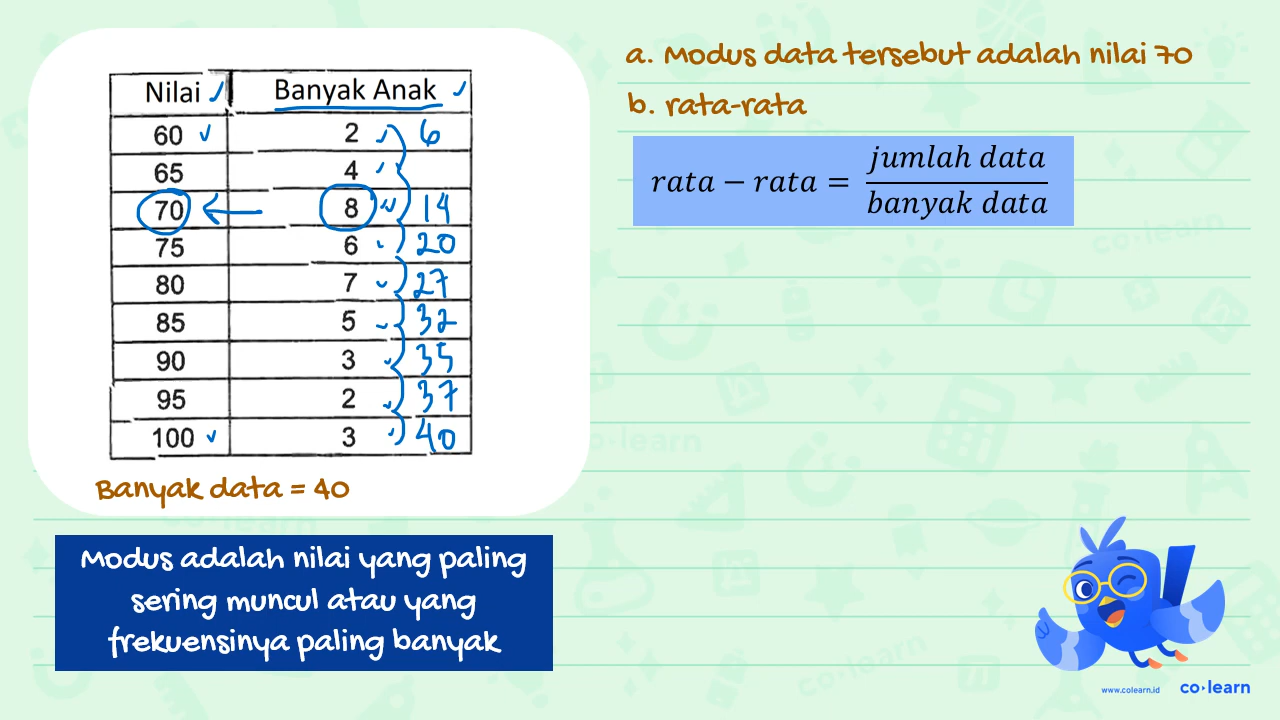 Nilai Banyak Anak
60 2 6
65 4
70 8 14
75 6 20
80 7 27
85 5 32
90 3 35
95 2 37
100 3 40
Banyak data = 40
Modus adalah nilai yang paling
sering muncul atau yang
frekuensinya paling banyak
a. Modus data tersebut adalah nilai 70
b. rata-rata
rata − rata = jumlah data
banyak data
www.colearn.id co·learn